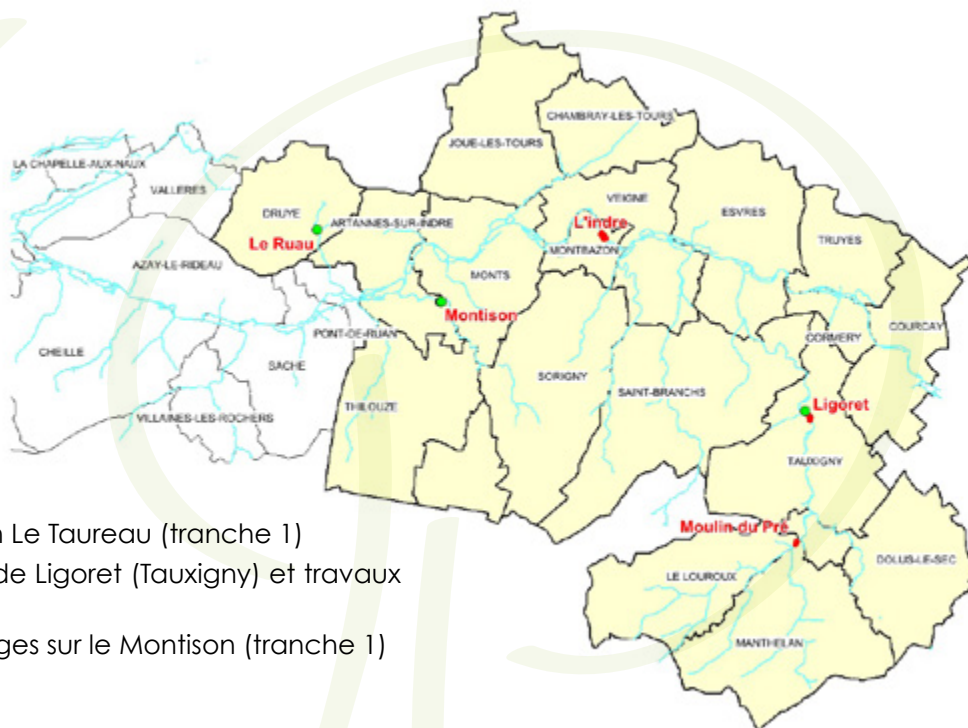 CHAMBRAY-LES-TOURS
JOUE-LES-TOURS
LA CHAPELLE-AUX-NAUX
VALLERES
DRUYE
ARTANNES-SUR-INDRE
VEIGNE
ESVRES
L'indre
Le Ruau
MONTBAZON
TRUYES
AZAY-LE-RIDEAU
MONTS
Montison
PONT-DE-RUAN
CORMERY
COURCAY
CHEILLE
SACHE
SORIGNY
SAINT-BRANCHS
THILOUZE
Ligoret
VILLAINES-LES-ROCHERS
TAUXIGNY
Le Taureau (tranche 1)
Moulin du Pré
de Ligoret (Tauxigny) et travaux
LE LOUROUX
DOLUS-LE-SEC
ges sur le Montison (tranche 1)
MANTHELAN